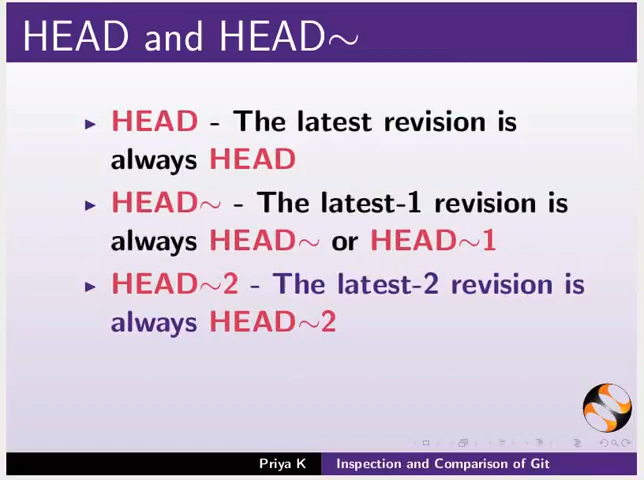 HEAD and HEAD~
HEAD - The latest revision is
always HEAD
HEAD~ - The latest-1 revision is
always HEAD~ or HEAD~1
HEAD~2 - The latest-2 revision is
always HEAD~2
Priya K Inspection and Comparison of Git